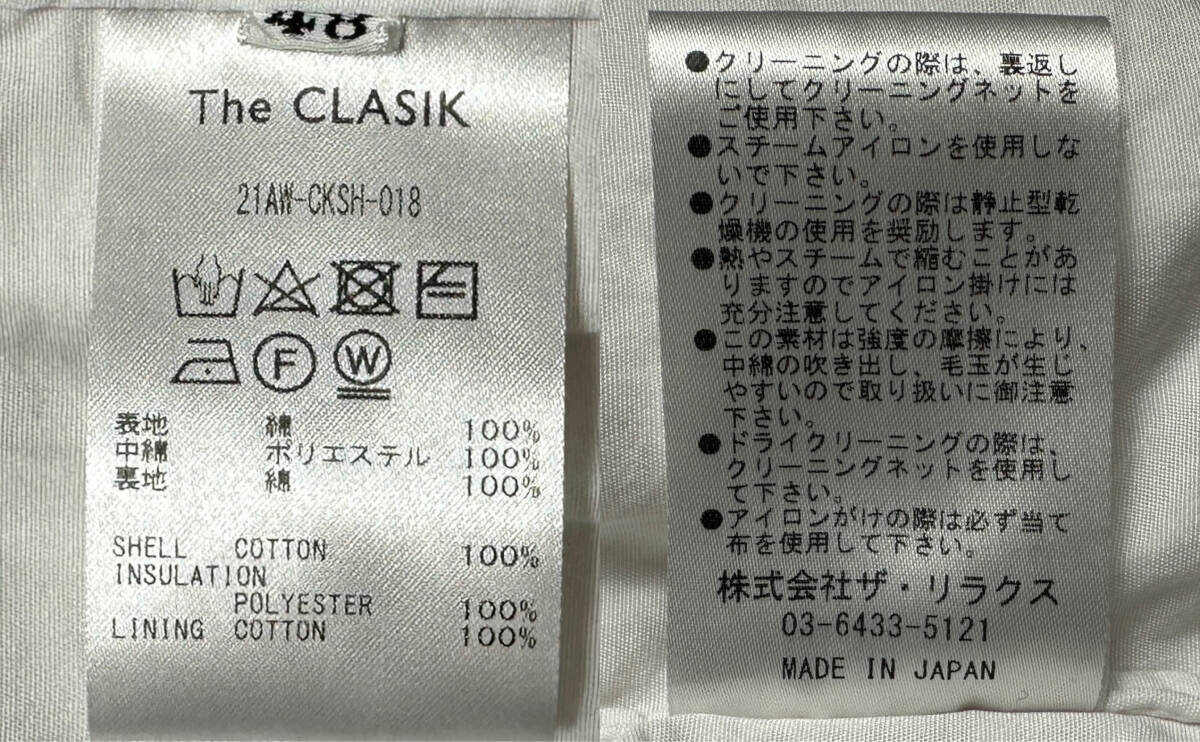 48
The CLASIK
21AW-CKSH-018
F W
表地 綿 100%
中綿 ポリエステル 100%
裏地 綿 100%
SHELL COTTON 100%
INSULATION
POLYESTER 100%
LINING COTTON 100%
●クリーニングの際は、裏返し
にしてクリーニングネットを
ご使用下さい。
●スチームアイロンを使用しな
いで下さい。
●クリーニングの際は静止型乾
燥機の使用を奨励します。
●熱やスチームで縮むことがあ
りますのでアイロン掛けには
充分注意してください。
●この素材は強度の摩擦により、
中綿の吹き出し、毛玉が生じ
やすいので取り扱いに御注意
下さい。
●ドライクリーニングの際は、
クリーニングネットを使用し
て下さい。
●アイロンがけの際は必ず当て
布を使用して下さい。
株式会社ザ・リラクス
03-6433-5121
MADE IN JAPAN